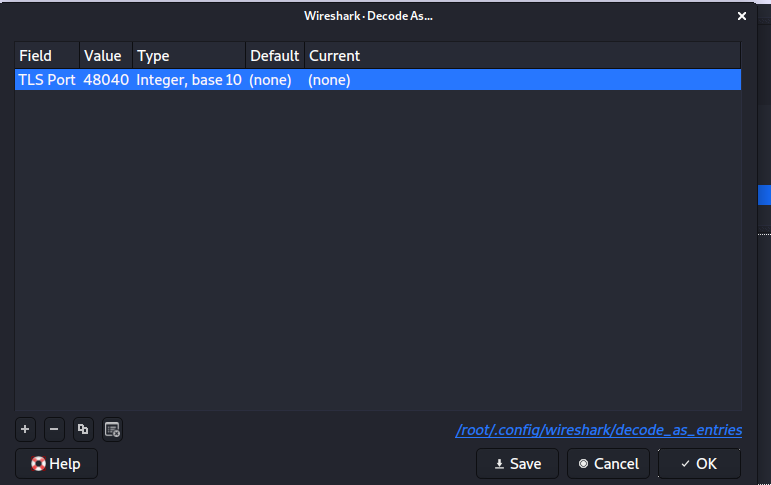 Wireshark · Decode As...
Field Value Type Default Current
TLS Port 48040 Integer, base 10 (none) (none)
/root/.config/wireshark/decode_as_entries
Help Save Cancel OK